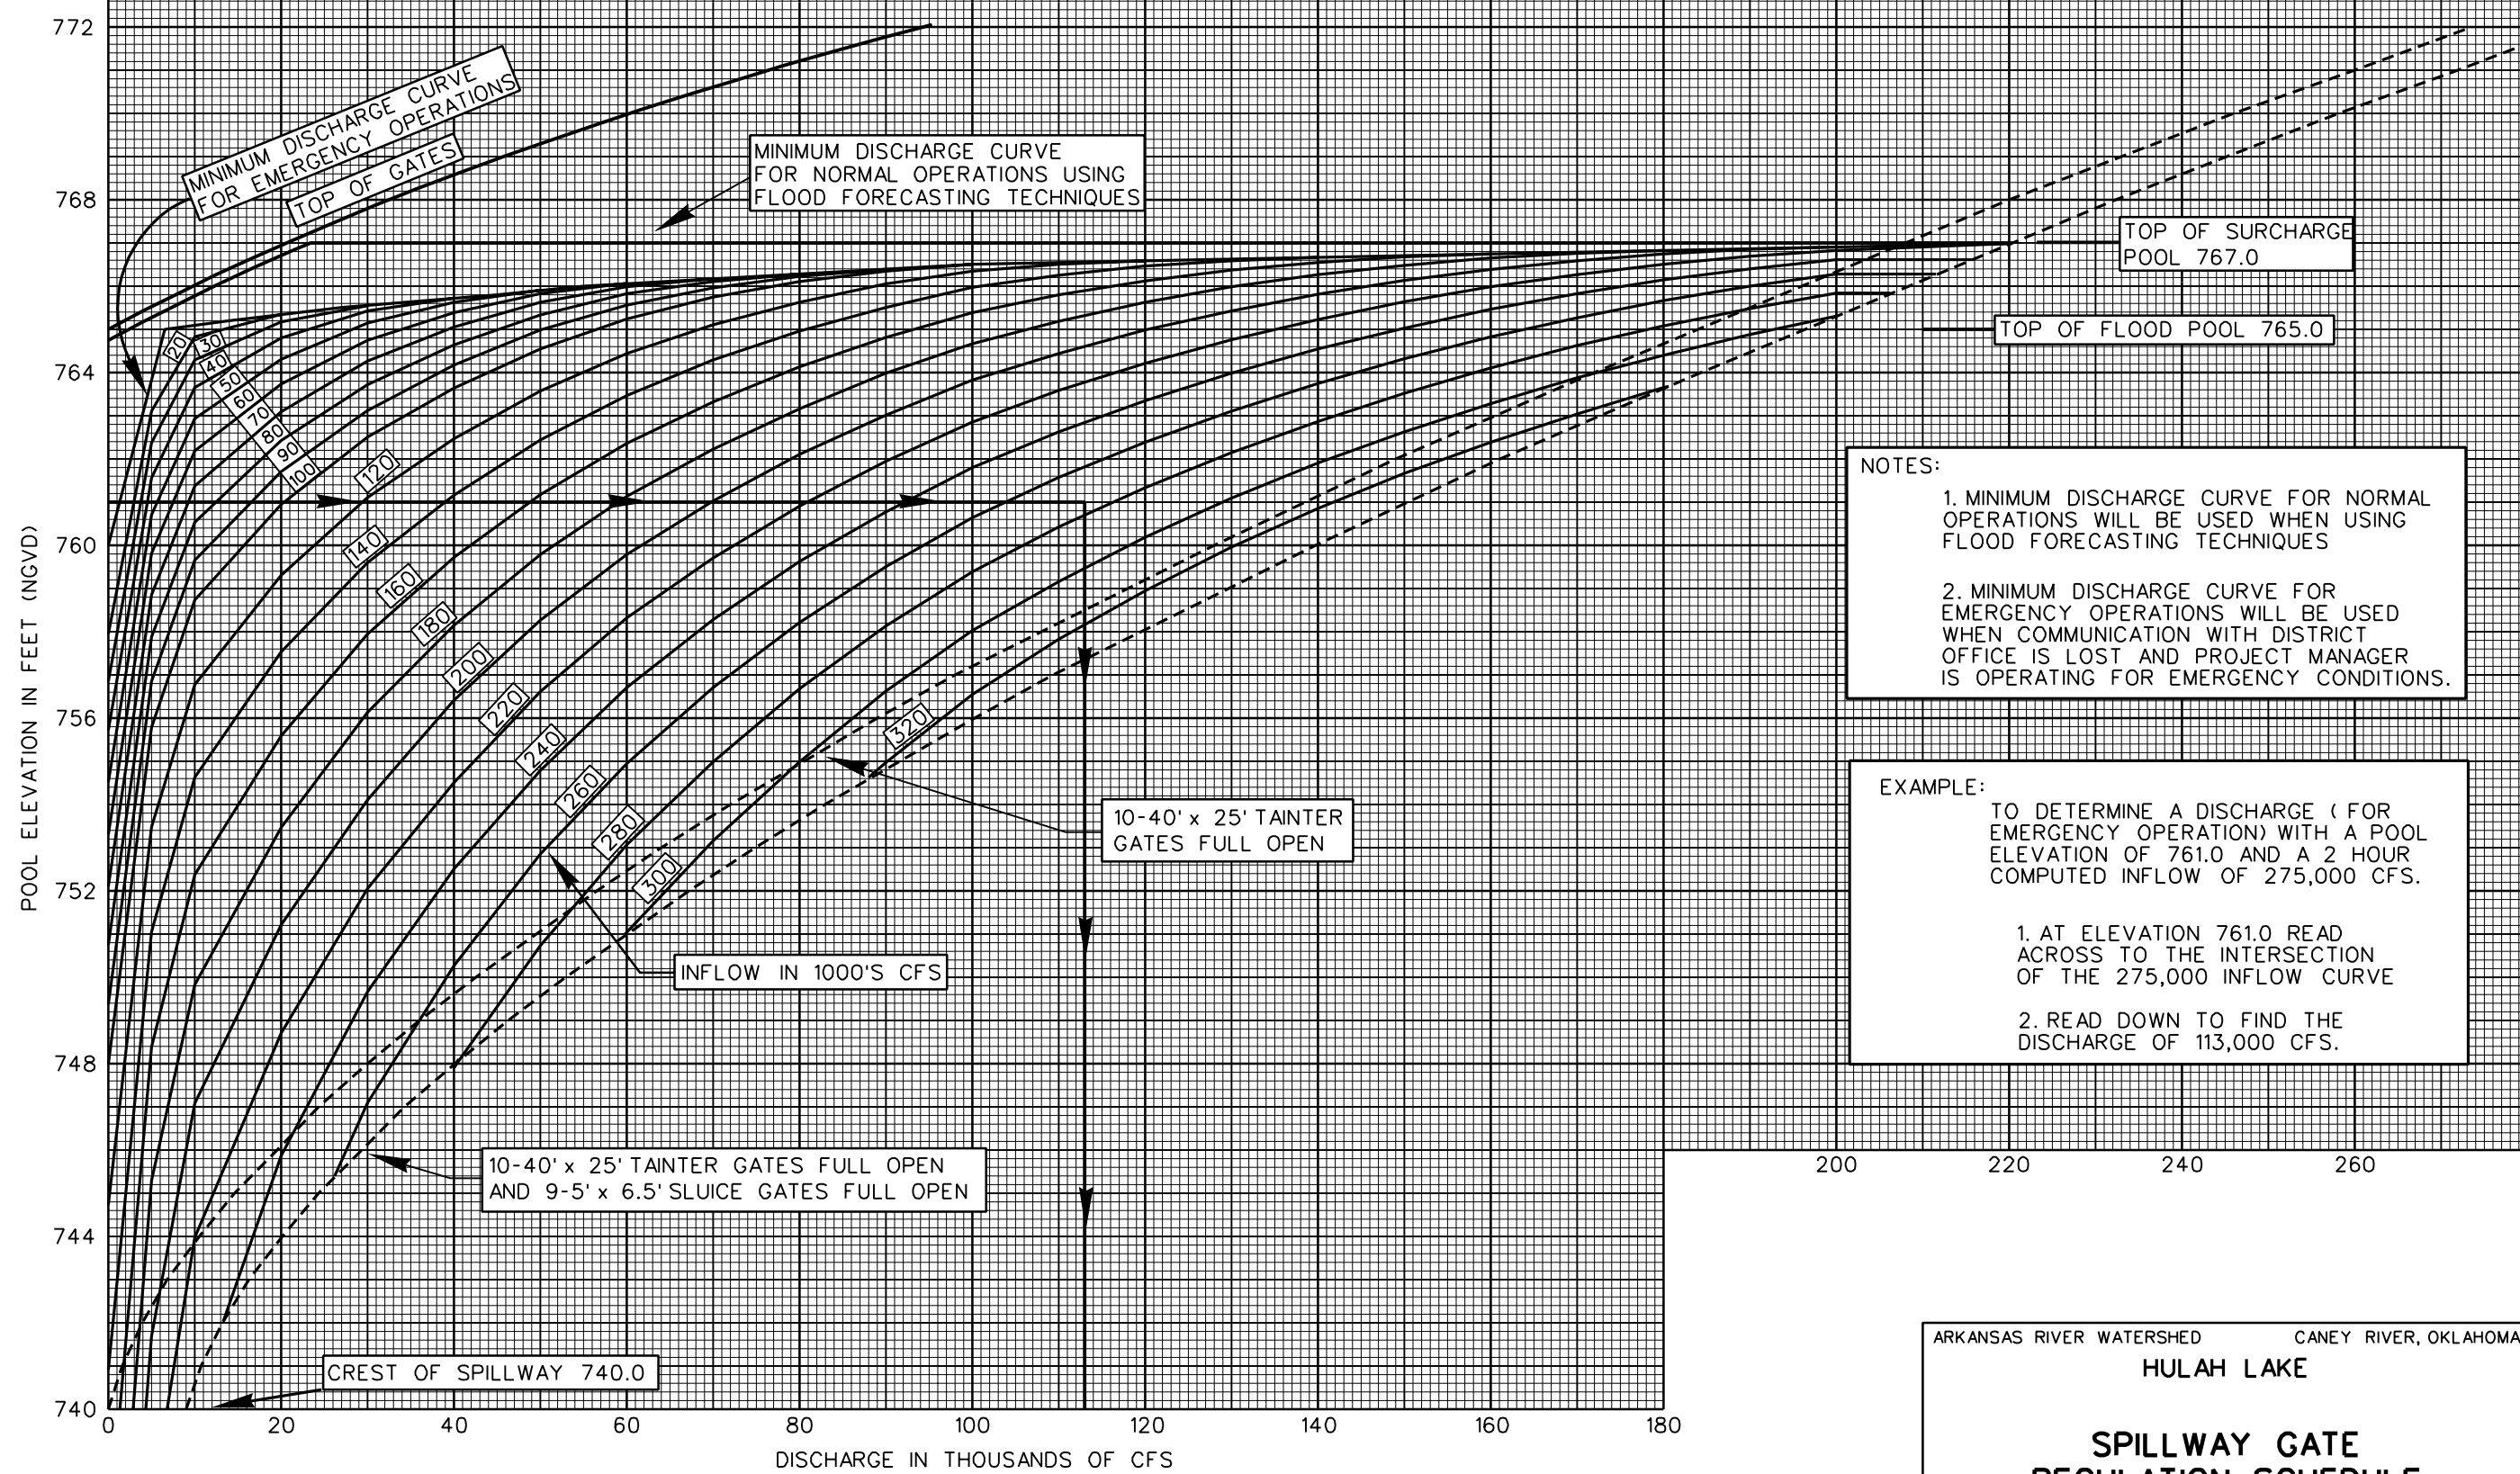 772
768
764
760
756
752
748
744
740
POOL ELEVATION IN FEET (NGVD)
MINIMUM DISCHARGE CURVE
FOR EMERGENCY OPERATIONS
TOP OF GATES
MINIMUM DISCHARGE CURVE
FOR NORMAL OPERATIONS USING
FLOOD FORECASTING TECHNIQUES
TOP OF SURCHARGE
POOL 767.0
TOP OF FLOOD POOL 765.0
20
30
40
50
60
70
80
90
100
120
140
160
180
200
220
240
260
280
300
320
10-40' x 25' TAINTER
GATES FULL OPEN
INFLOW IN 1000'S CFS
10-40' x 25' TAINTER GATES FULL OPEN
AND 9-5' x 6.5' SLUICE GATES FULL OPEN
CREST OF SPILLWAY 740.0
NOTES:
1. MINIMUM DISCHARGE CURVE FOR NORMAL
OPERATIONS WILL BE USED WHEN USING
FLOOD FORECASTING TECHNIQUES
2. MINIMUM DISCHARGE CURVE FOR
EMERGENCY OPERATIONS WILL BE USED
WHEN COMMUNICATION WITH DISTRICT
OFFICE IS LOST AND PROJECT MANAGER
IS OPERATING FOR EMERGENCY CONDITIONS.
EXAMPLE:
TO DETERMINE A DISCHARGE ( FOR
EMERGENCY OPERATION) WITH A POOL
ELEVATION OF 761.0 AND A 2 HOUR
COMPUTED INFLOW OF 275,000 CFS.
1. AT ELEVATION 761.0 READ
ACROSS TO THE INTERSECTION
OF THE 275,000 INFLOW CURVE
2. READ DOWN TO FIND THE
DISCHARGE OF 113,000 CFS.
200 220 240 260
0 20 40 60 80 100 120 140 160 180
DISCHARGE IN THOUSANDS OF CFS
ARKANSAS RIVER WATERSHED CANEY RIVER, OKLAHOMA
HULAH LAKE
SPILLWAY GATE
REGULATION SCHEDULE